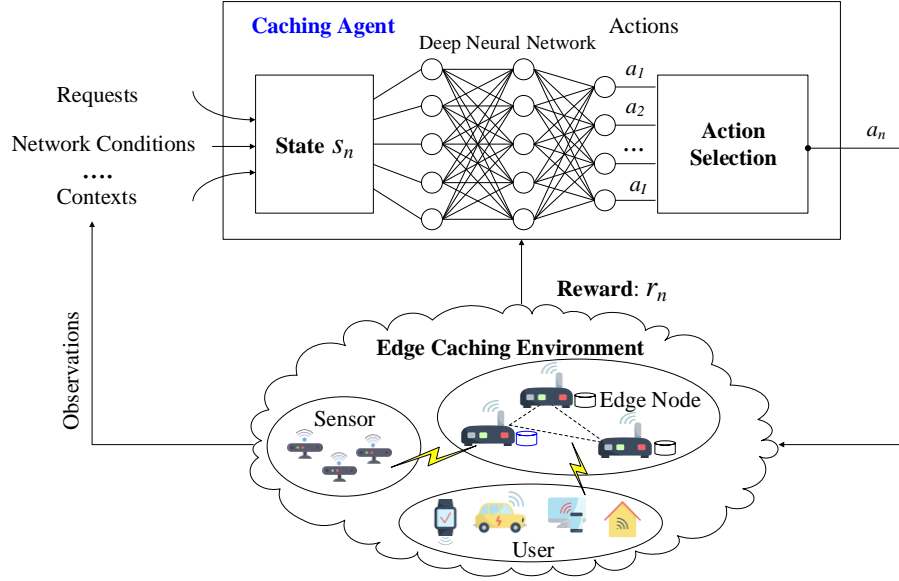 Caching Agent
Deep Neural Network
Actions
Requests
Network Conditions
....
Contexts
State s_n
a_1
a_2
...
a_I
Action
Selection
a_n
Reward: r_n
Observations
Edge Caching Environment
Sensor
Edge Node
User